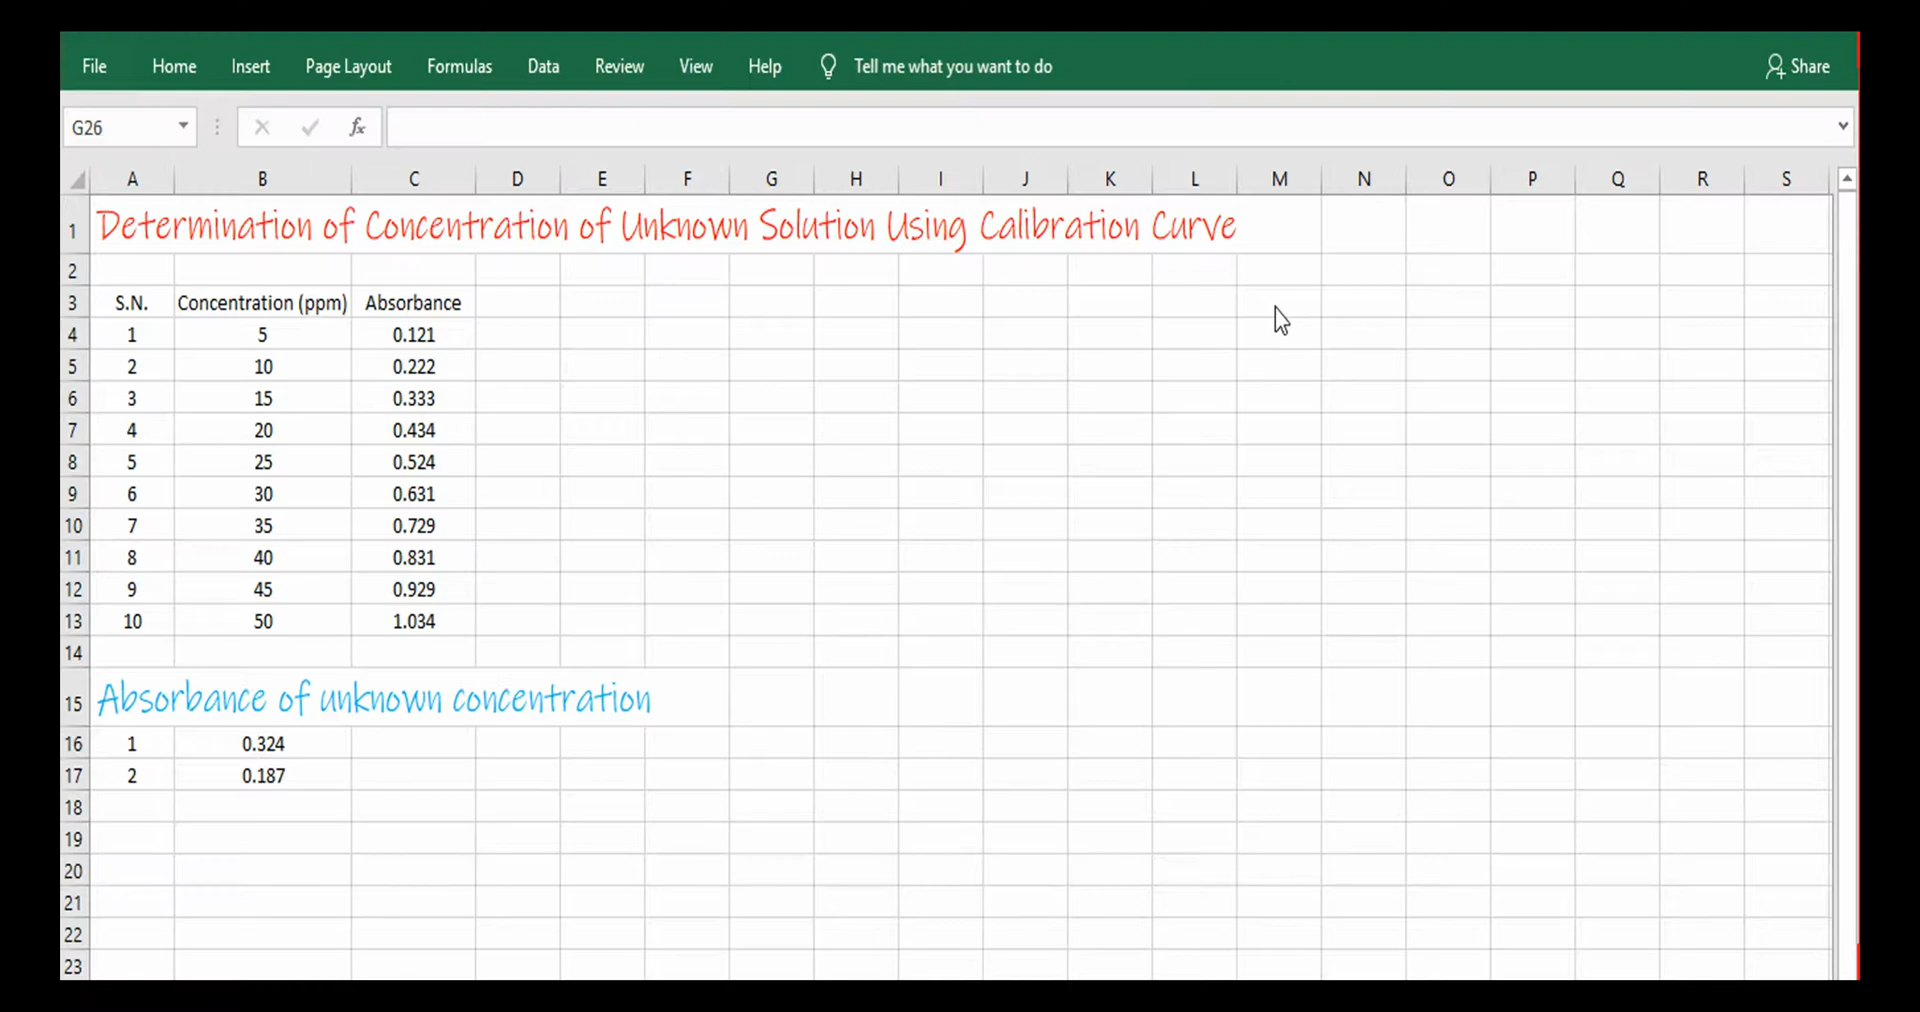 File Home Insert Page Layout Formulas Data Review View Help Tell me what you want to do Share
G26 fx
A B C D E F G H I J K L M N O P Q R S
1 Determination of Concentration of Unknown Solution Using Calibration Curve
2
3 S.N. Concentration (ppm) Absorbance
4 1 5 0.121
5 2 10 0.222
6 3 15 0.333
7 4 20 0.434
8 5 25 0.524
9 6 30 0.631
10 7 35 0.729
11 8 40 0.831
12 9 45 0.929
13 10 50 1.034
14
15 Absorbance of unknown concentration
16 1 0.324
17 2 0.187
18
19
20
21
22
23